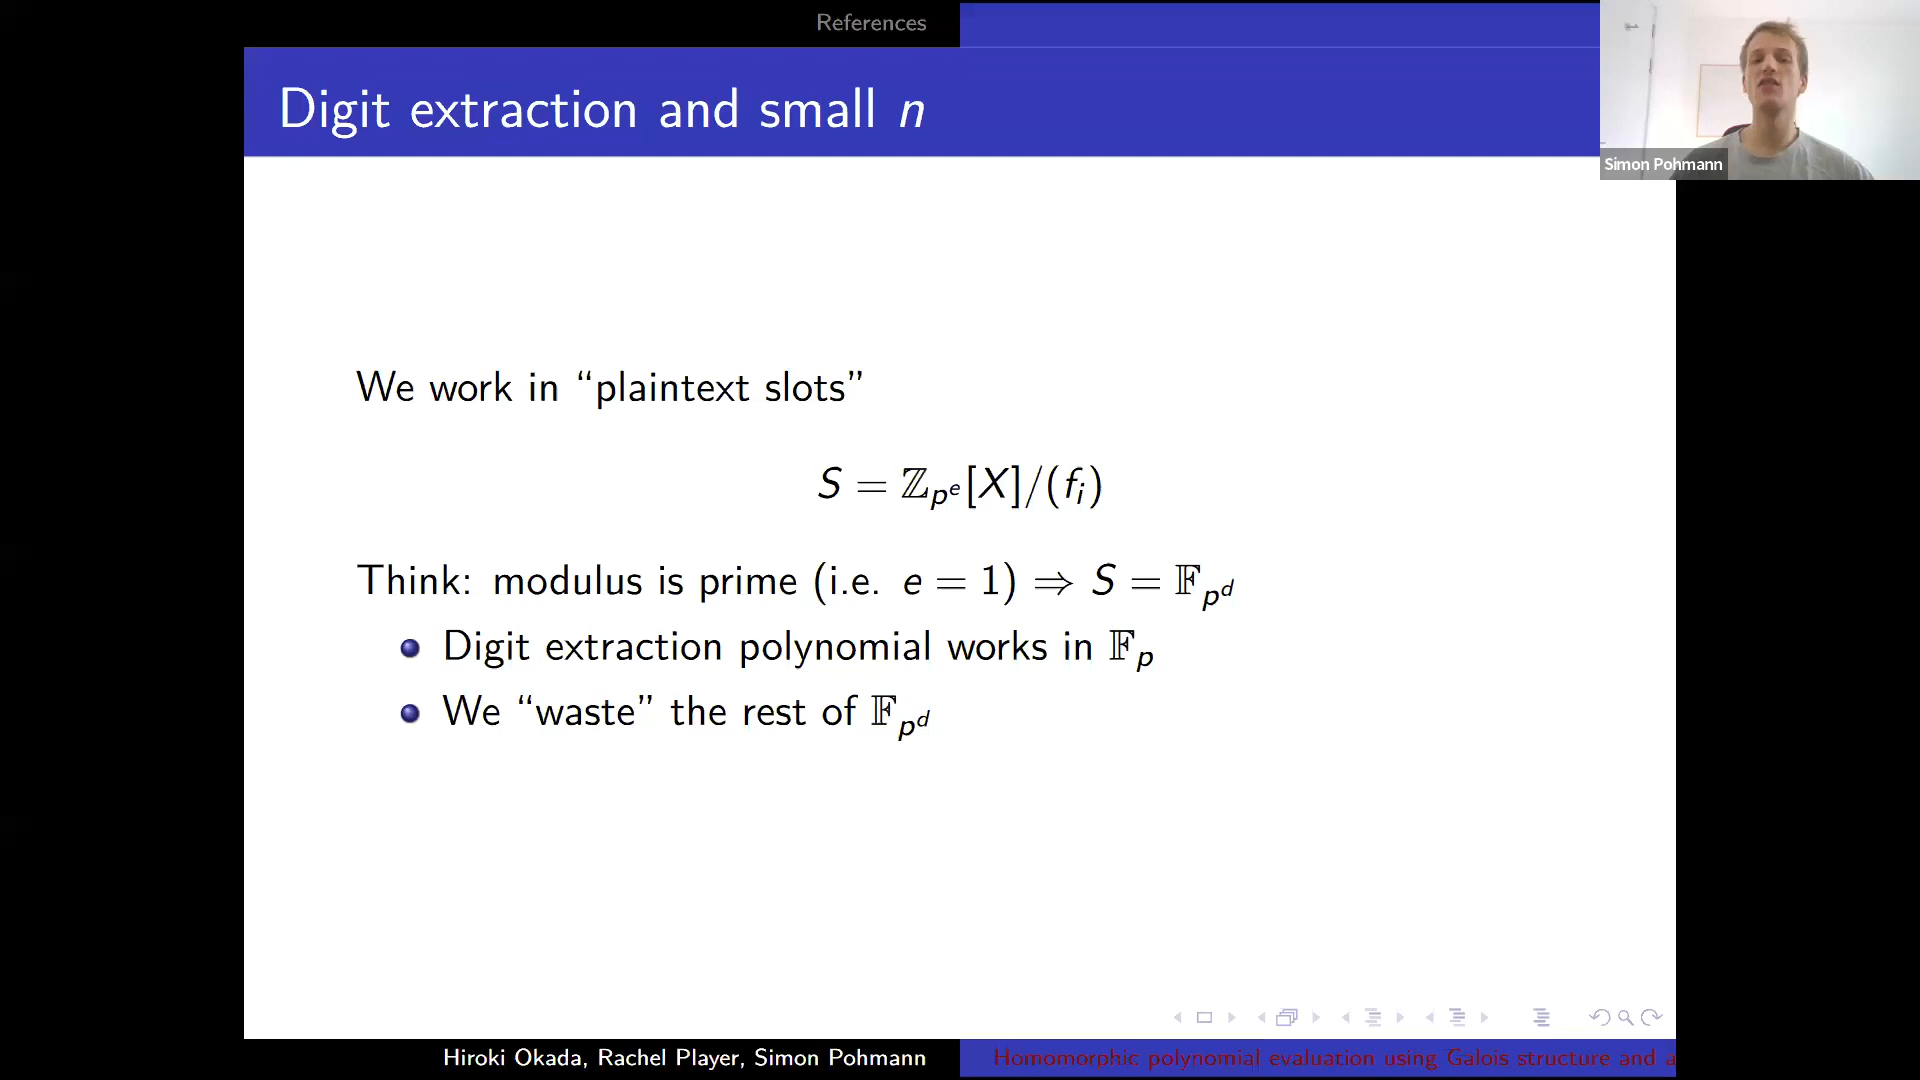 References
Digit extraction and small n
Simon Pohmann
We work in “plaintext slots”
S = ℤ_{p^e}[X]/(f_i)
Think: modulus is prime (i.e. e = 1) ⇒ S = 𝔽_{p^d}
Digit extraction polynomial works in 𝔽_p
We “waste” the rest of 𝔽_{p^d}
Hiroki Okada, Rachel Player, Simon Pohmann
Homomorphic polynomial evaluation using Galois structure and a